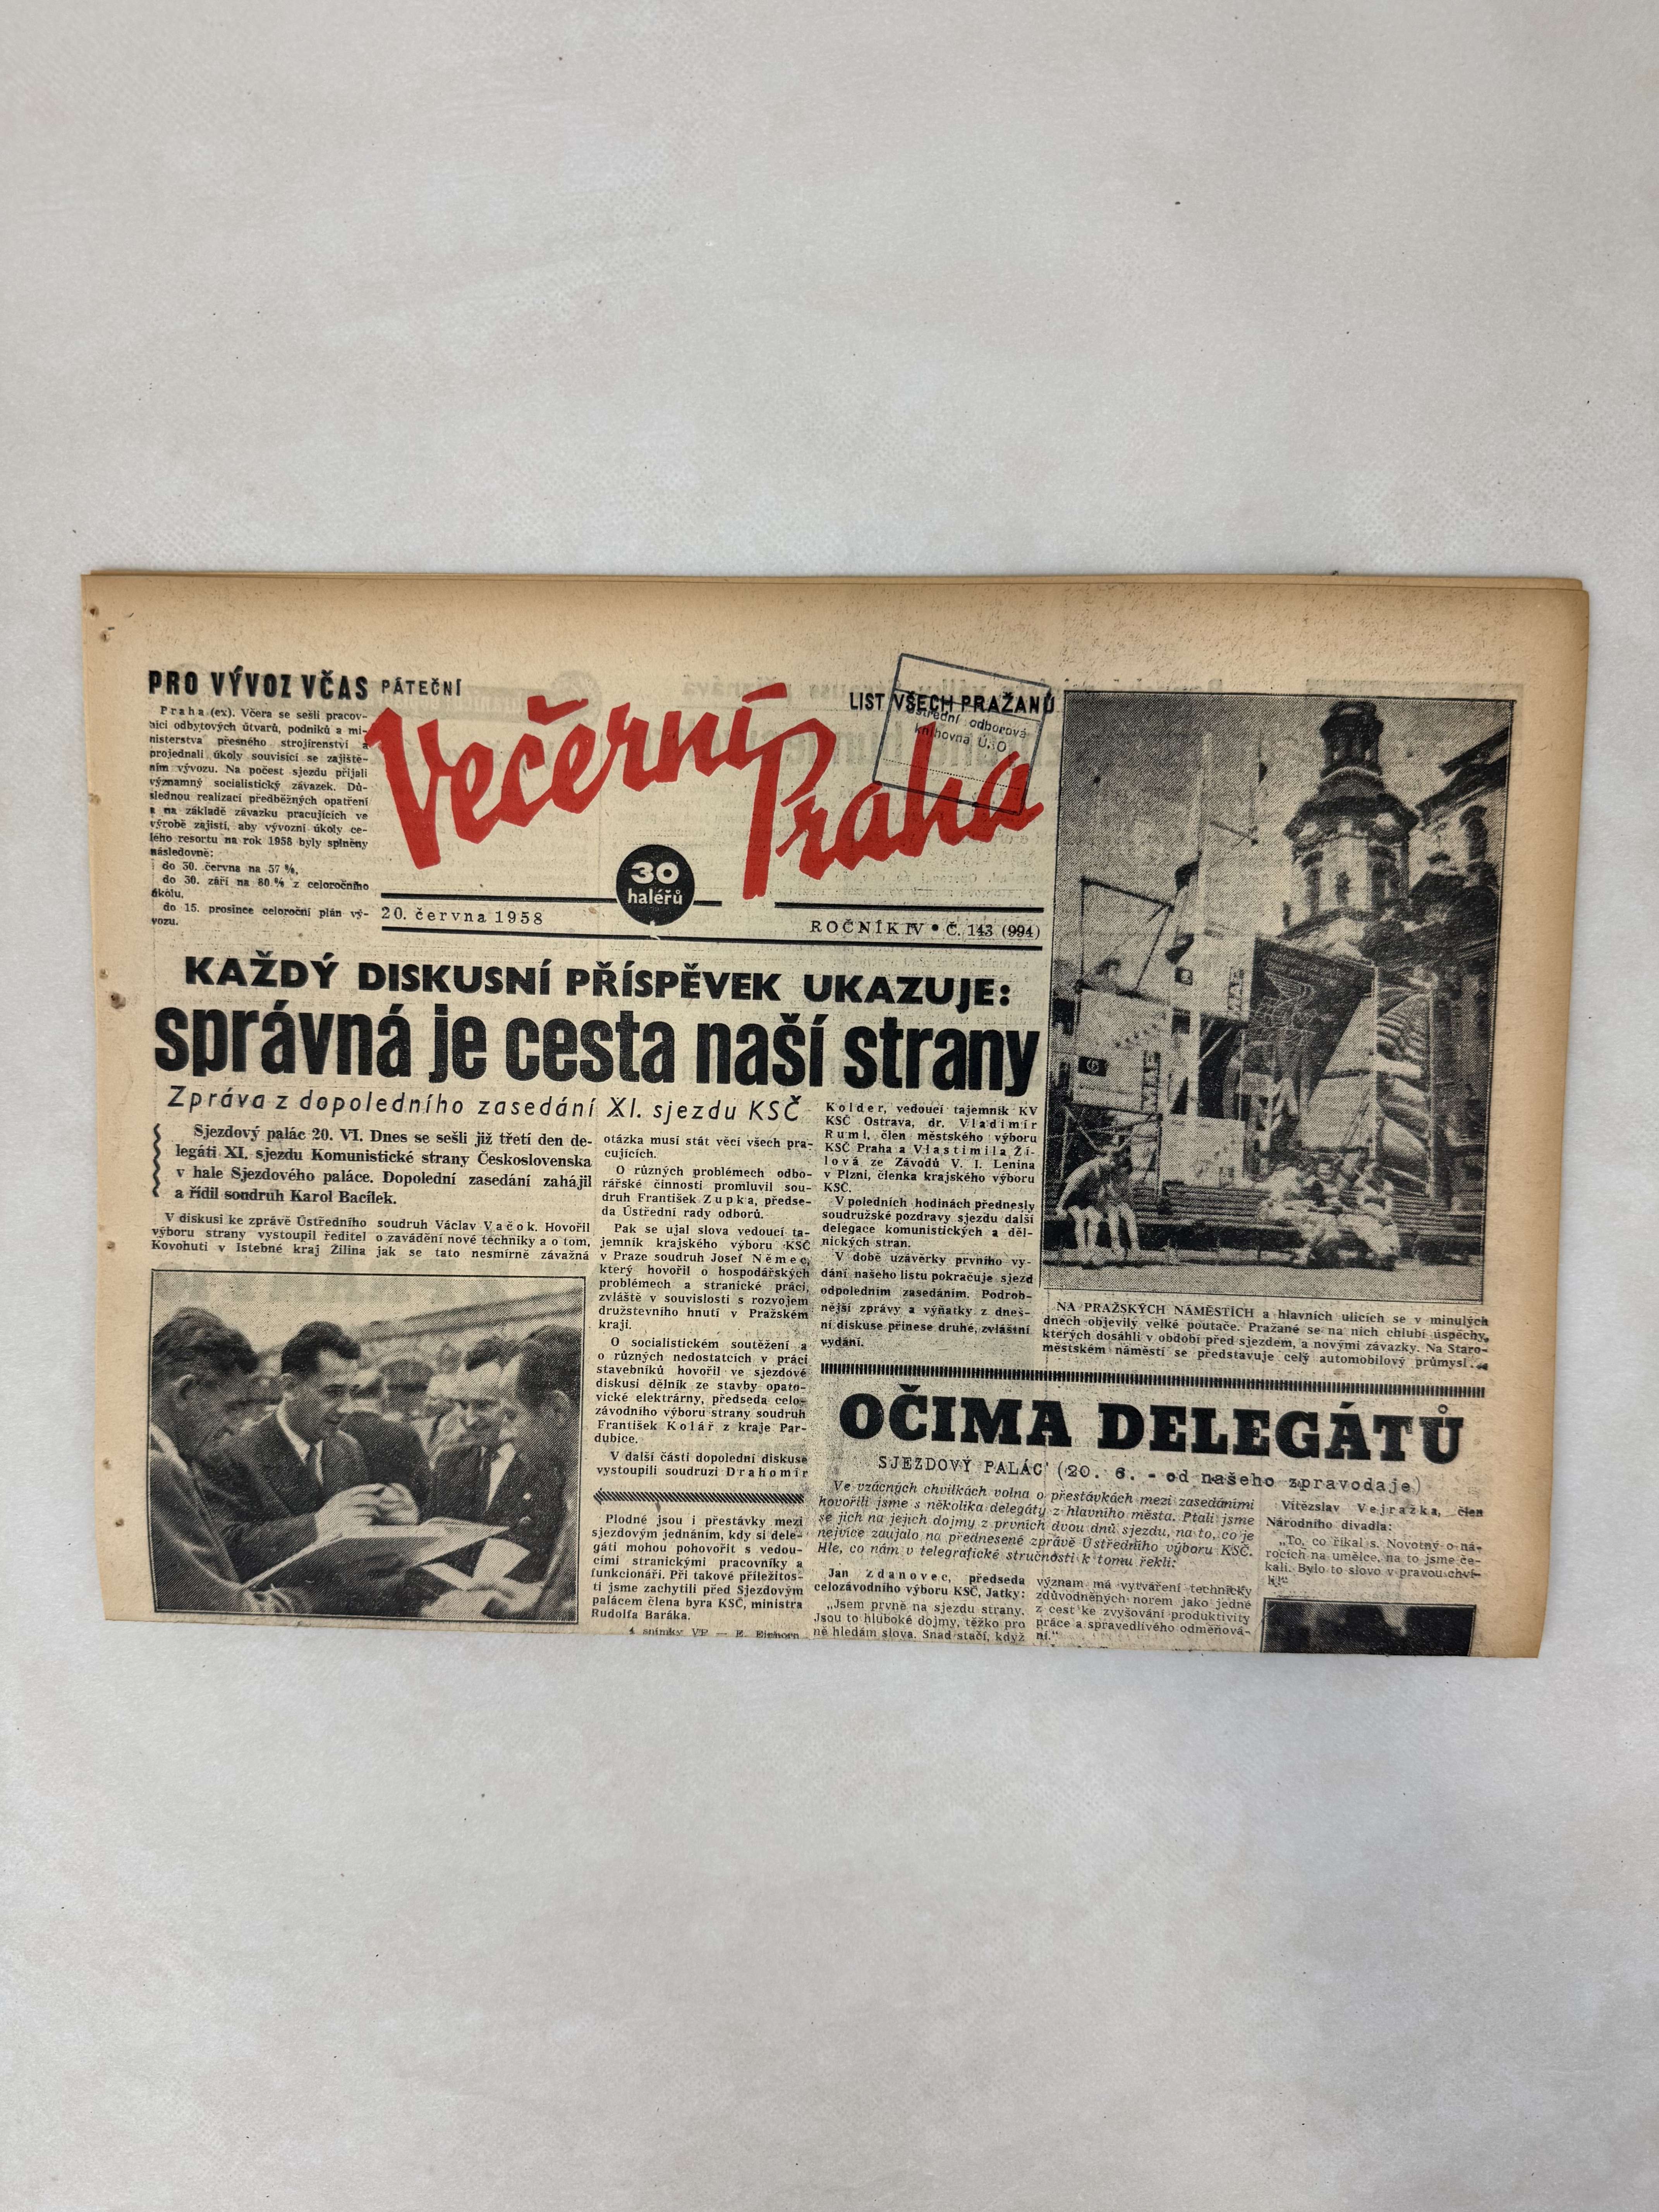 PRO VÝVOZ VČAS
Praha (ex). Včera se sešli pracov-
níci odbytových útvarů, podniků a mi-
nisterstva přesného strojírenství a
projednali úkoly souvisící se zajiště-
ním vývozu. Na počest sjezdu přijali
významný socialistický závazek. Dů-
slednou realizací předběžných opatření
a na základě závazku pracujících ve
výrobě zajistí, aby vývozní úkoly ce-
lého resortu na rok 1958 byly splněny
následovně:
do 30. června na 57 %,
do 30. září na 80 % z celoročního
úkolu,
do 15. prosince celoroční plán vý-
vozu.
PÁTEČNÍ
LIST VŠECH PRAŽANŮ
Večerní
Praha
Ústřední odborová
knihovna Ú.
30
haléřů
20. června 1958
ROČNÍK IV • Č. 143 (994)
KAŽDÝ DISKUSNÍ PŘÍSPĚVEK UKAZUJE:
správná je cesta naší strany
Zpráva z dopoledního zasedání XI. sjezdu KSČ
Sjezdový palác 20. VI. Dnes se sešli již třetí den de-
legáti XI. sjezdu Komunistické strany Československa
v hale Sjezdového paláce. Dopolední zasedání zahájil
a řídil soudruh Karol Bacílek.
V diskusi ke zprávě Ústředního
výboru strany vystoupil ředitel
Kovohutí v Istebné kraj Žilina
soudruh Václav Vačok. Hovořil
o zavádění nové techniky a o tom,
jak se tato nesmírně závažná
otázka musí stát věcí všech pra-
cujících.
O různých problémech odbo-
rářské činnosti promluvil sou-
druh František Zupka, předse-
da Ústřední rady odborů.
Pak se ujal slova vedoucí ta-
jemník krajského výboru KSČ
v Praze soudruh Josef Němec,
který hovořil o hospodářských
problémech a stranické práci,
zvláště v souvislosti s rozvojem
družstevního hnutí v Pražském
kraji.
O socialistickém soutěžení a
o různých nedostatcích v práci
stavebníků hovořil ve sjezdové
diskusi dělník ze stavby opato-
vické elektrárny, předseda celo-
závodního výboru strany soudruh
František Kolář z kraje Par-
dubice.
V další části dopolední diskuse
vystoupili soudruzi Drahomír
Kolder, vedoucí tajemník KV
KSČ Ostrava, dr. Vladimír
Ruml, člen městského výboru
KSČ Praha a Vlastimila Ží-
lová ze Závodů V. I. Lenina
v Plzni, členka krajského výboru
KSČ.
V poledních hodinách přednesly
soudružské pozdravy sjezdu další
delegace komunistických a děl-
nických stran.
V době uzávěrky prvního vy-
dání našeho listu pokračuje sjezd
odpoledním zasedáním. Podrob-
nější zprávy a výňatky z dneš-
ní diskuse přinese druhé, zvláštní
vydání.
NA PRAŽSKÝCH NÁMĚSTÍCH a hlavních ulicích se v minulých
dnech objevily velké poutače. Pražané se na nich chlubí úspěchy,
kterých dosáhli v období před sjezdem, a novými závazky. Na Staro-
městském náměstí se představuje celý automobilový průmysl.
Plodné jsou i přestávky mezi
sjezdovým jednáním, kdy si dele-
gáti mohou pohovořit s vedou-
cími stranickými pracovníky a
funkcionáři. Při takové příležitos-
ti jsme zachytili před Sjezdovým
palácem člena byra KSČ, ministra
Rudolfa Baráka.
snímky VP — E. Einhorn
OČIMA DELEGÁTŮ
SJEZDOVÝ PALÁC (20. 6. - od našeho zpravodaje)
Ve vzácných chvilkách volna o přestávkách mezi zasedáními
hovořili jsme s několika delegáty z hlavního města. Ptali jsme
se jich na jejich dojmy z prvních dvou dnů sjezdu, na to, co je
nejvíce zaujalo na přednesené zprávě Ústředního výboru KSČ.
Hle, co nám v telegrafické stručnosti k tomu řekli:
Jan Zdanovec, předseda
celozávodního výboru KSČ, Jatky:
„Jsem prvně na sjezdu strany.
Jsou to hluboké dojmy, těžko pro
ně hledám slova. Snad stačí, když
význam má vytváření technicky
zdůvodněných norem jako jedné
z cest ke zvyšování produktivity
práce a spravedlivého odměňová-
ní.“
Vítězslav Vejražka, člen
Národního divadla:
„To, co říkal s. Novotný o ná-
rocích na umělce, na to jsme če-
kali. Bylo to slovo v pravou chví-
li!“